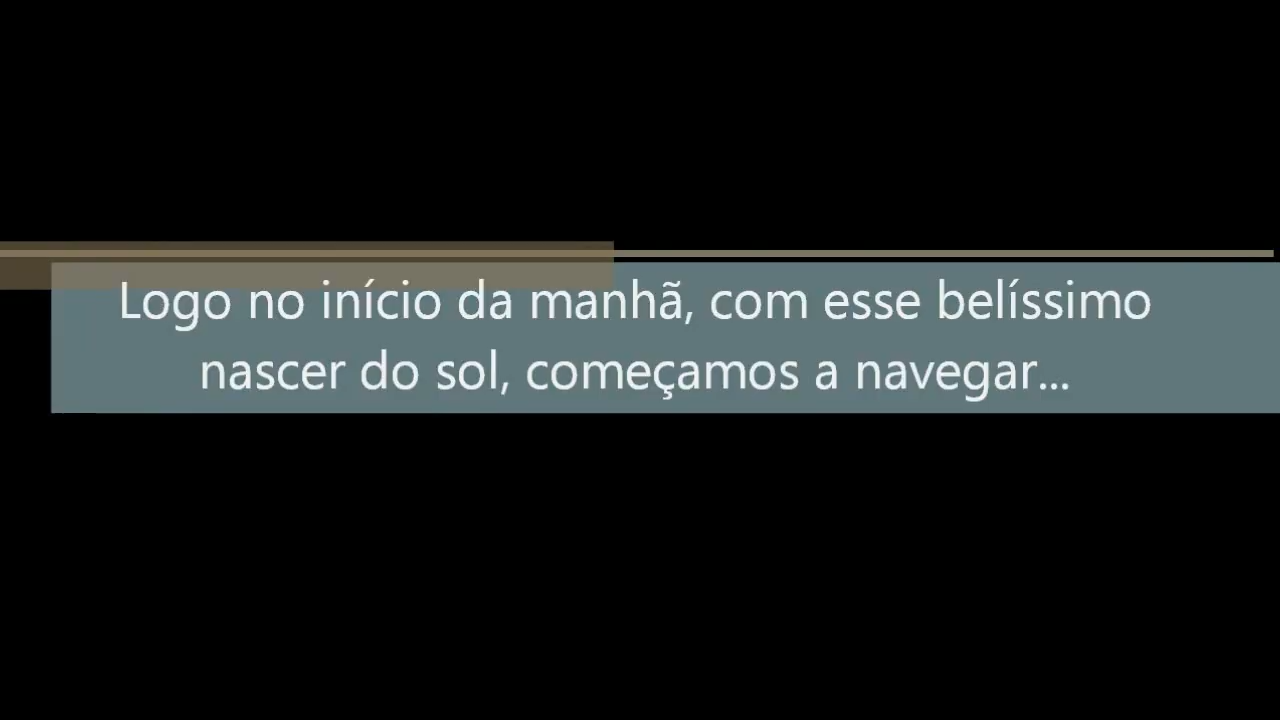 Logo no início da manhã, com esse belíssimo
nascer do sol, começamos a navegar...